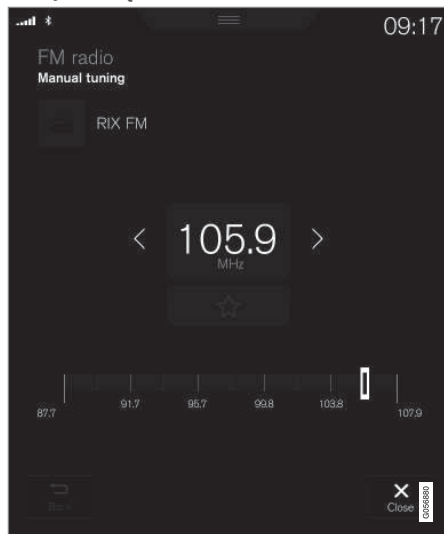 09:17
FM radio
Manual tuning
RIX FM
105.9
MHz
87.7 91.7 95.7 99.8 103.8 107.9
Back
Close
G056880